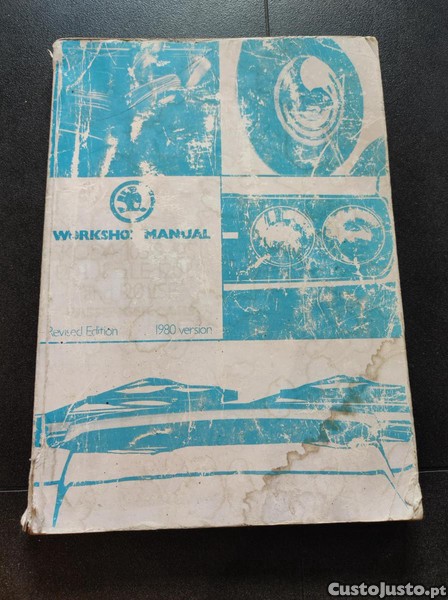 WORKSHOP MANUAL
Revised Edition 1980 version
CustoJusto.pt